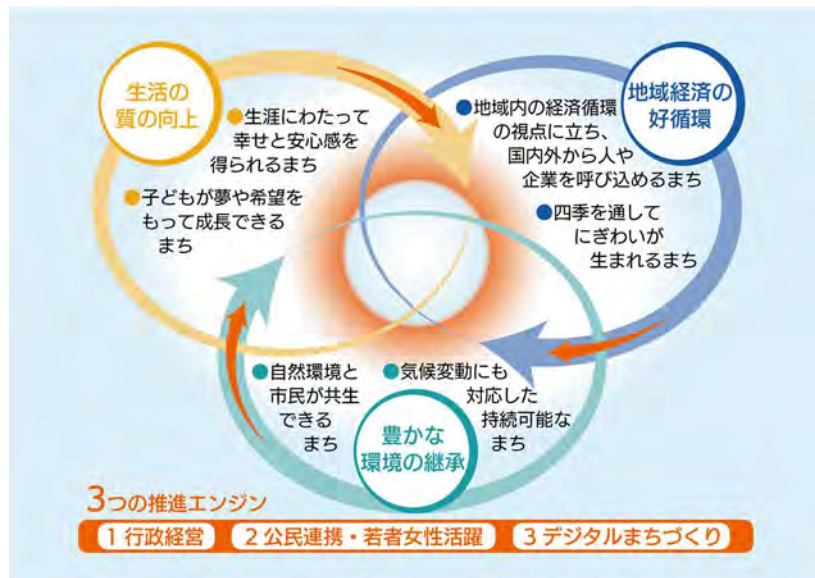 生活の
質の向上
●生涯にわたって
幸せと安心感を
得られるまち
●子どもが夢や希望を
もって成長できる
まち
地域経済の
好循環
●地域内の経済循環
の視点に立ち、
国内外から人や
企業を呼び込めるまち
●四季を通して
にぎわいが
生まれるまち
●自然環境と
市民が共生
できる
まち
●気候変動にも
対応した
持続可能な
まち
豊かな
環境の継承
3つの推進エンジン
1 行政経営 2 公民連携・若者女性活躍 3 デジタルまちづくり